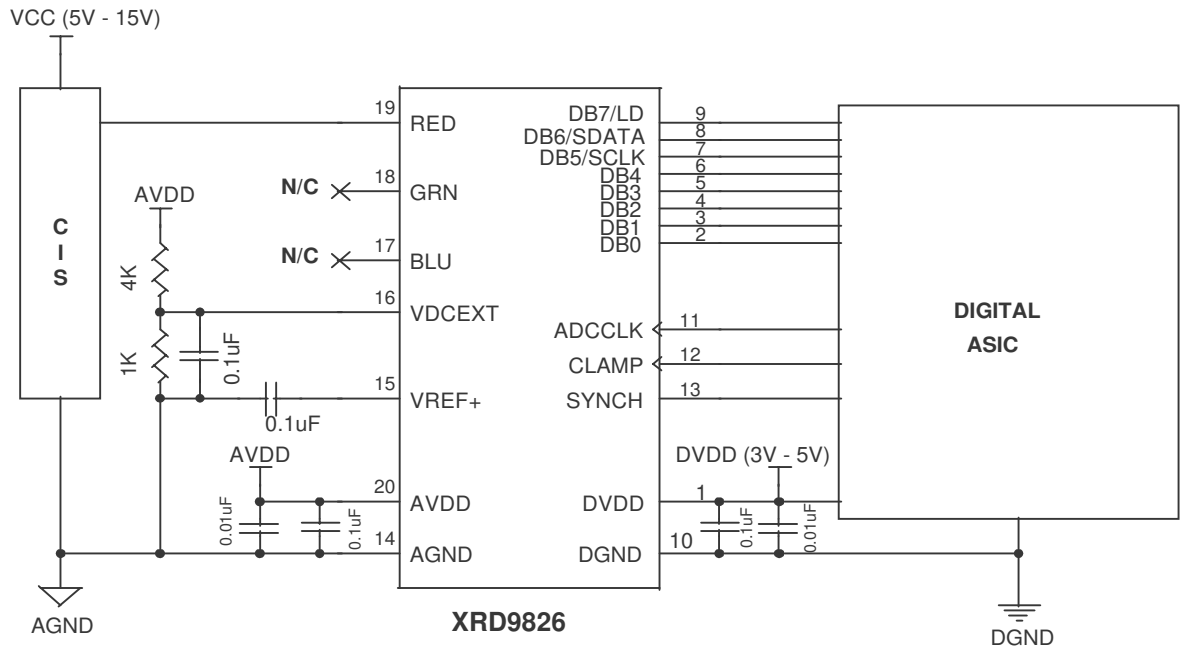 VCC (5V - 15V)
C
I
S
19
RED
18
N/C
GRN
17
N/C
BLU
AVDD
4K
16
VDCEXT
1K
0.1uF
15
VREF+
0.1uF
AVDD
20
AVDD
0.01uF
0.1uF
14
AGND
AGND
DB7/LD
9
DB6/SDATA
8
DB5/SCLK
7
DB4
6
DB3
5
DB2
4
DB1
3
DB0
2
ADCCLK
11
CLAMP
12
SYNCH
13
DVDD (3V - 5V)
DVDD
1
0.1uF
0.01uF
DGND
10
DIGITAL
ASIC
XRD9826
DGND